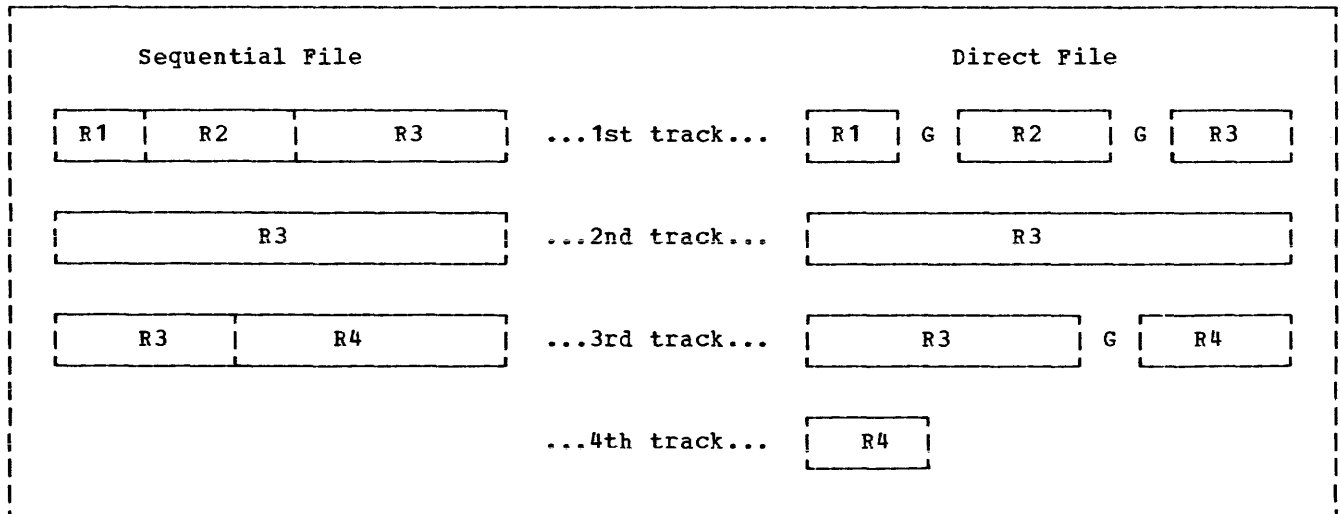 Sequential File Direct File
R1 R2 R3 ...1st track... R1 G R2 G R3
R3 ...2nd track... R3
R3 R4 ...3rd track... R3 G R4
...4th track... R4